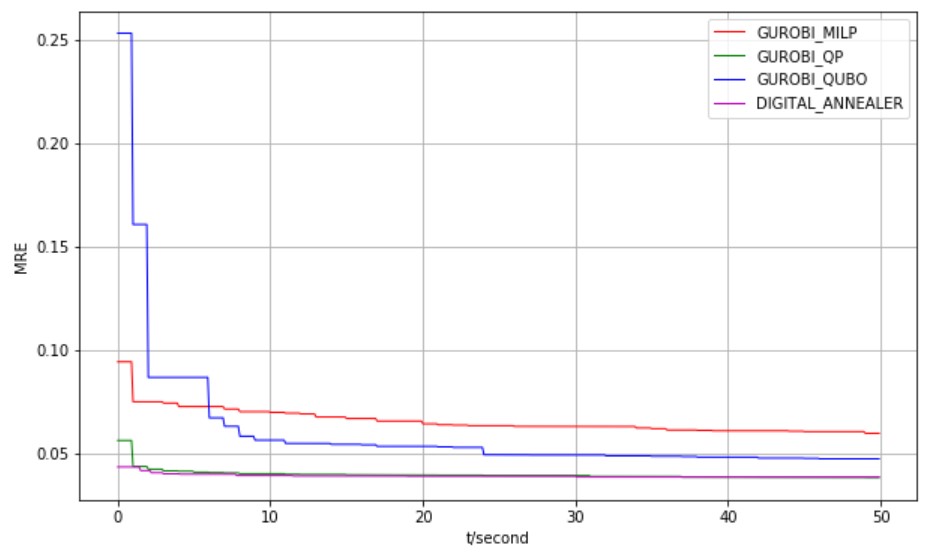 GUROBI_MILP
GUROBI_QP
GUROBI_QUBO
DIGITAL_ANNEALER
0.25
0.20
0.15
0.10
0.05
MRE
0 10 20 30 40 50
t/second